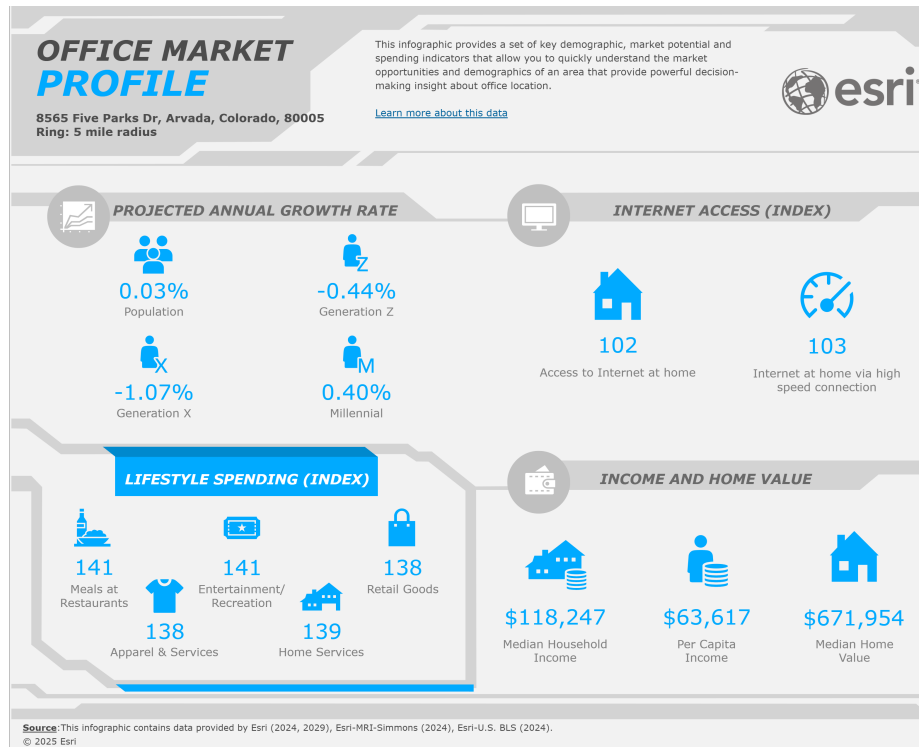 OFFICE MARKET
PROFILE
8565 Five Parks Dr, Arvada, Colorado, 80005
Ring: 5 mile radius
This infographic provides a set of key demographic, market potential and
spending indicators that allow you to quickly understand the market
opportunities and demographics of an area that provide powerful decision-
making insight about office location.
Learn more about this data
esri
PROJECTED ANNUAL GROWTH RATE
0.03%
Population
Z
-0.44%
Generation Z
X
-1.07%
Generation X
M
0.40%
Millennial
INTERNET ACCESS (INDEX)
102
Access to Internet at home
103
Internet at home via high
speed connection
LIFESTYLE SPENDING (INDEX)
141
Meals at
Restaurants
141
Entertainment/
Recreation
138
Retail Goods
138
Apparel & Services
139
Home Services
INCOME AND HOME VALUE
$118,247
Median Household
Income
$63,617
Per Capita
Income
$671,954
Median Home
Value
Source:This infographic contains data provided by Esri (2024, 2029), Esri-MRI-Simmons (2024), Esri-U.S. BLS (2024).
© 2025 Esri